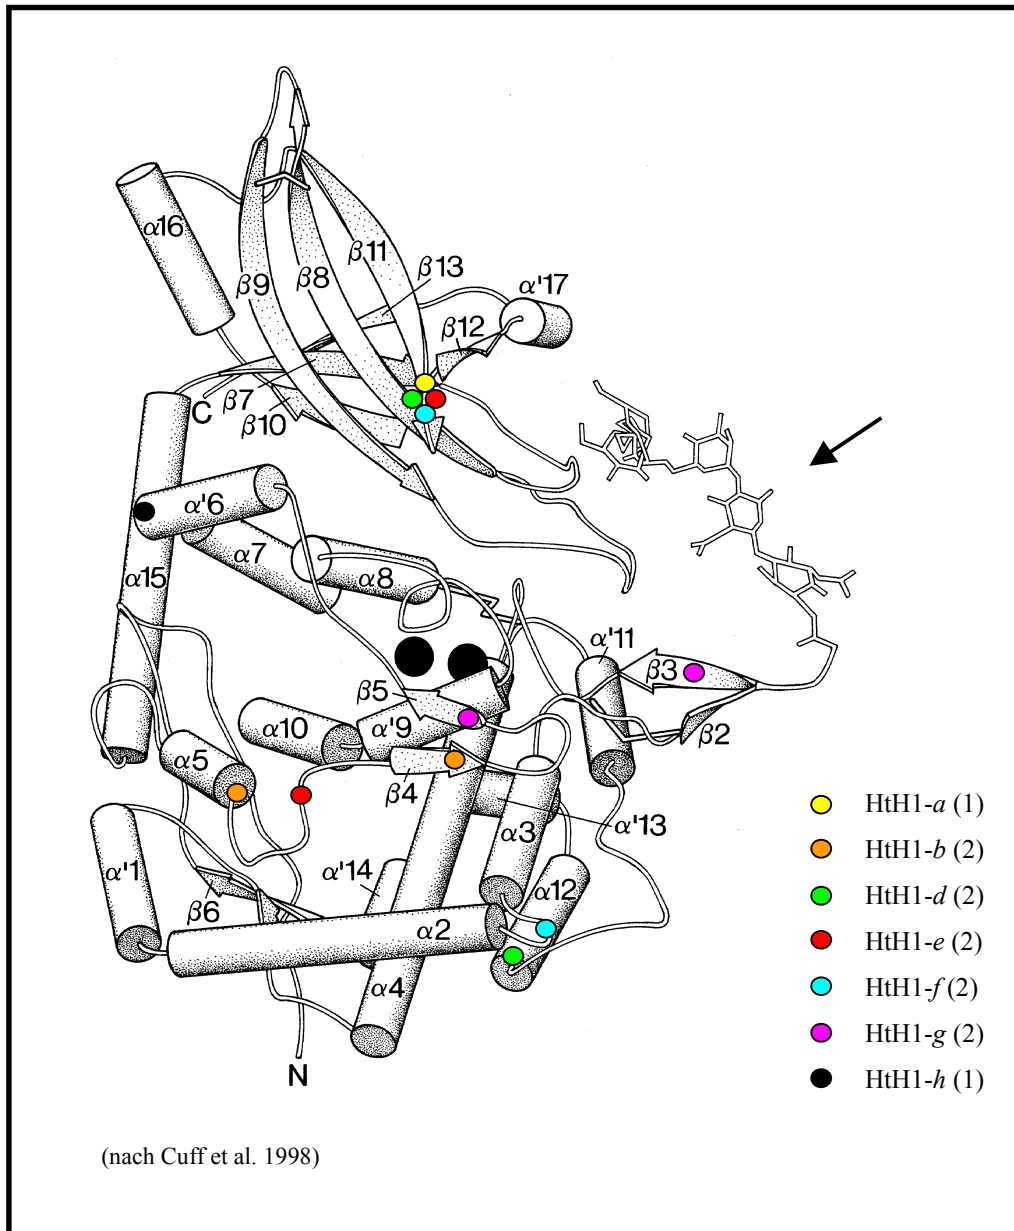 α16
β11
β13
α'17
β9
β8
β12
β7
C
β10
α'6
α7
α8
α15
α'11
β3
β5
β2
α10
α'9
α5
β4
α3
α'13
α'1
α'14
α12
β6
α2
α4
N
HtH1-a (1)
HtH1-b (2)
HtH1-d (2)
HtH1-e (2)
HtH1-f (2)
HtH1-g (2)
HtH1-h (1)
(nach Cuff et al. 1998)